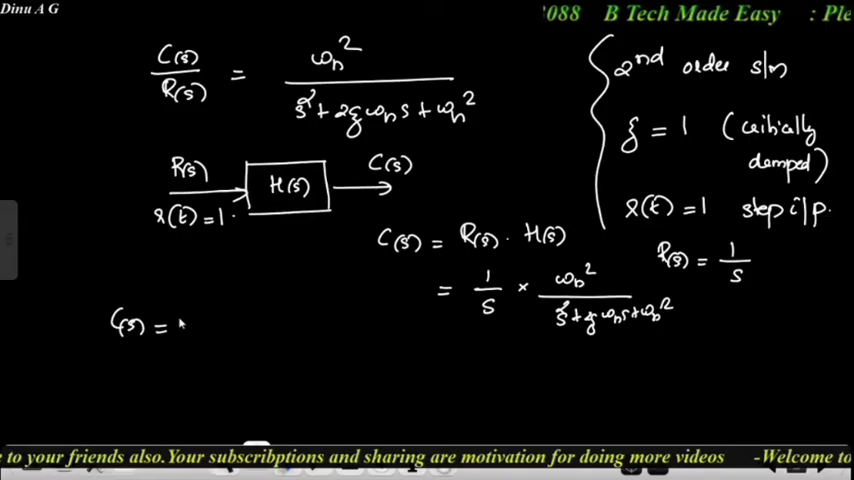 Dinu A G
088 B Tech Made Easy : Ple
C(s)/R(s) = ωn²/(s²+2ξωns+ωn²)
R(s) H(s) C(s)
r(t)=1
C(s) = R(s) . H(s)
= 1/s × ωn²/(s²+2ξωns+ωn²)
C(s) =
2nd order s/m
ξ = 1 (critically
damped)
r(t) = 1 step i/p.
R(s) = 1/s
e to your friends also.Your subscribptions and sharing are motivation for doing more videos -Welcome to